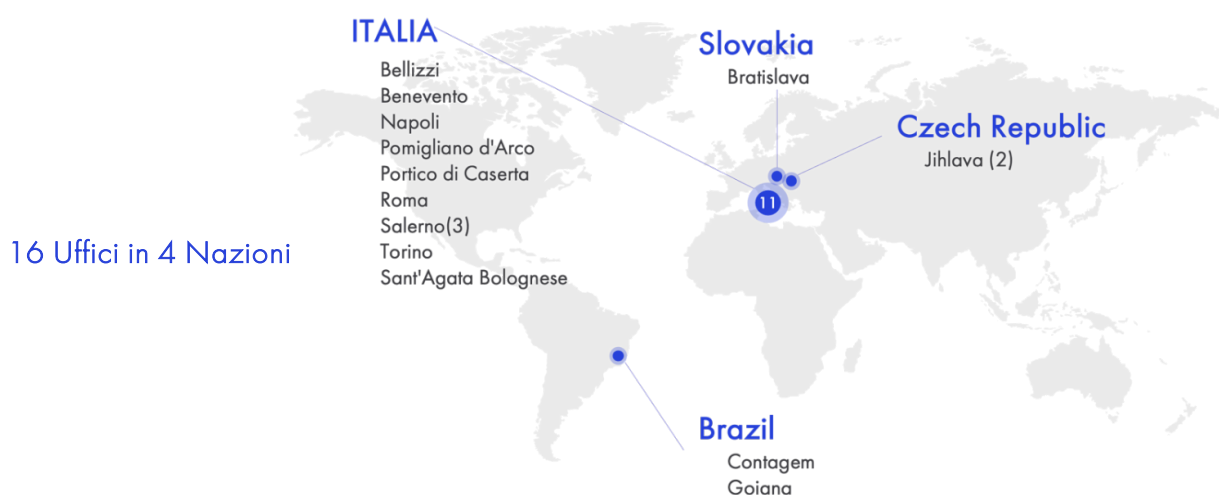 16 Uffici in 4 Nazioni
ITALIA
Bellizzi
Benevento
Napoli
Pomigliano d'Arco
Portico di Caserta
Roma
Salerno(3)
Torino
Sant'Agata Bolognese
Slovakia
Bratislava
Czech Republic
Jihlava (2)
11
Brazil
Contagem
Goiana